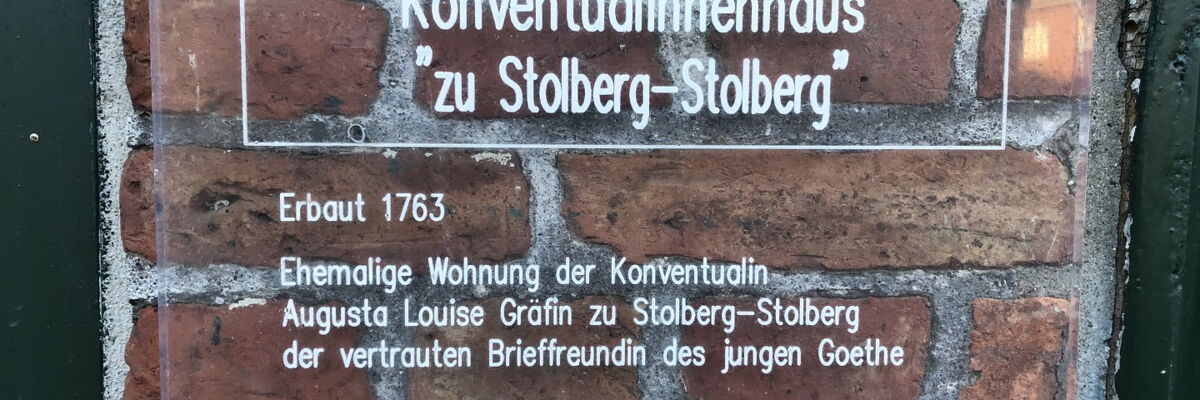 Konventualinnenhaus
"zu Stolberg-Stolberg"
Erbaut 1763
Ehemalige Wohnung der Konventualin
Augusta Louise Gräfin zu Stolberg-Stolberg
der vertrauten Brieffreundin des jungen Goethe